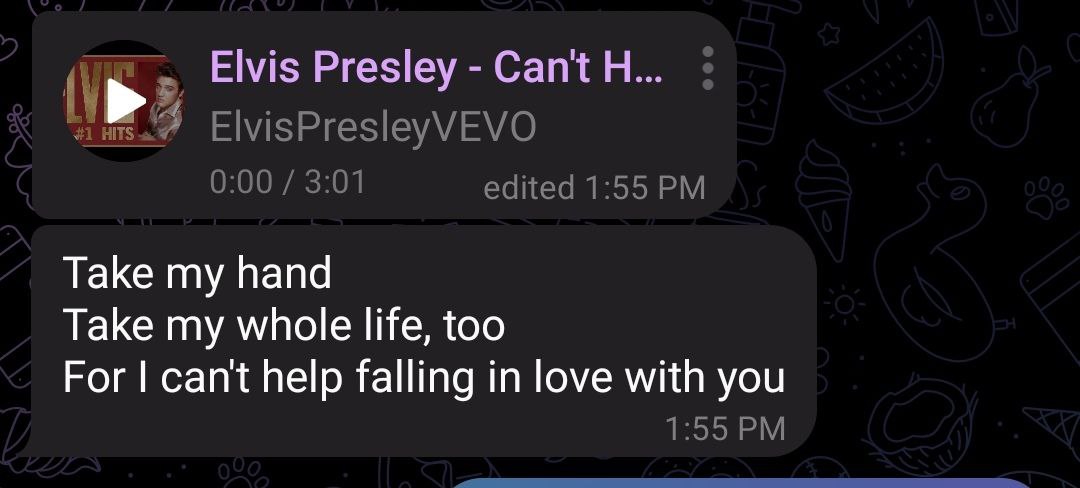 Elvis Presley - Can't H...
ElvisPresleyVEVO
0:00 / 3:01
edited 1:55 PM
LVIS
#1 HITS
Take my hand
Take my whole life, too
For I can't help falling in love with you
1:55 PM